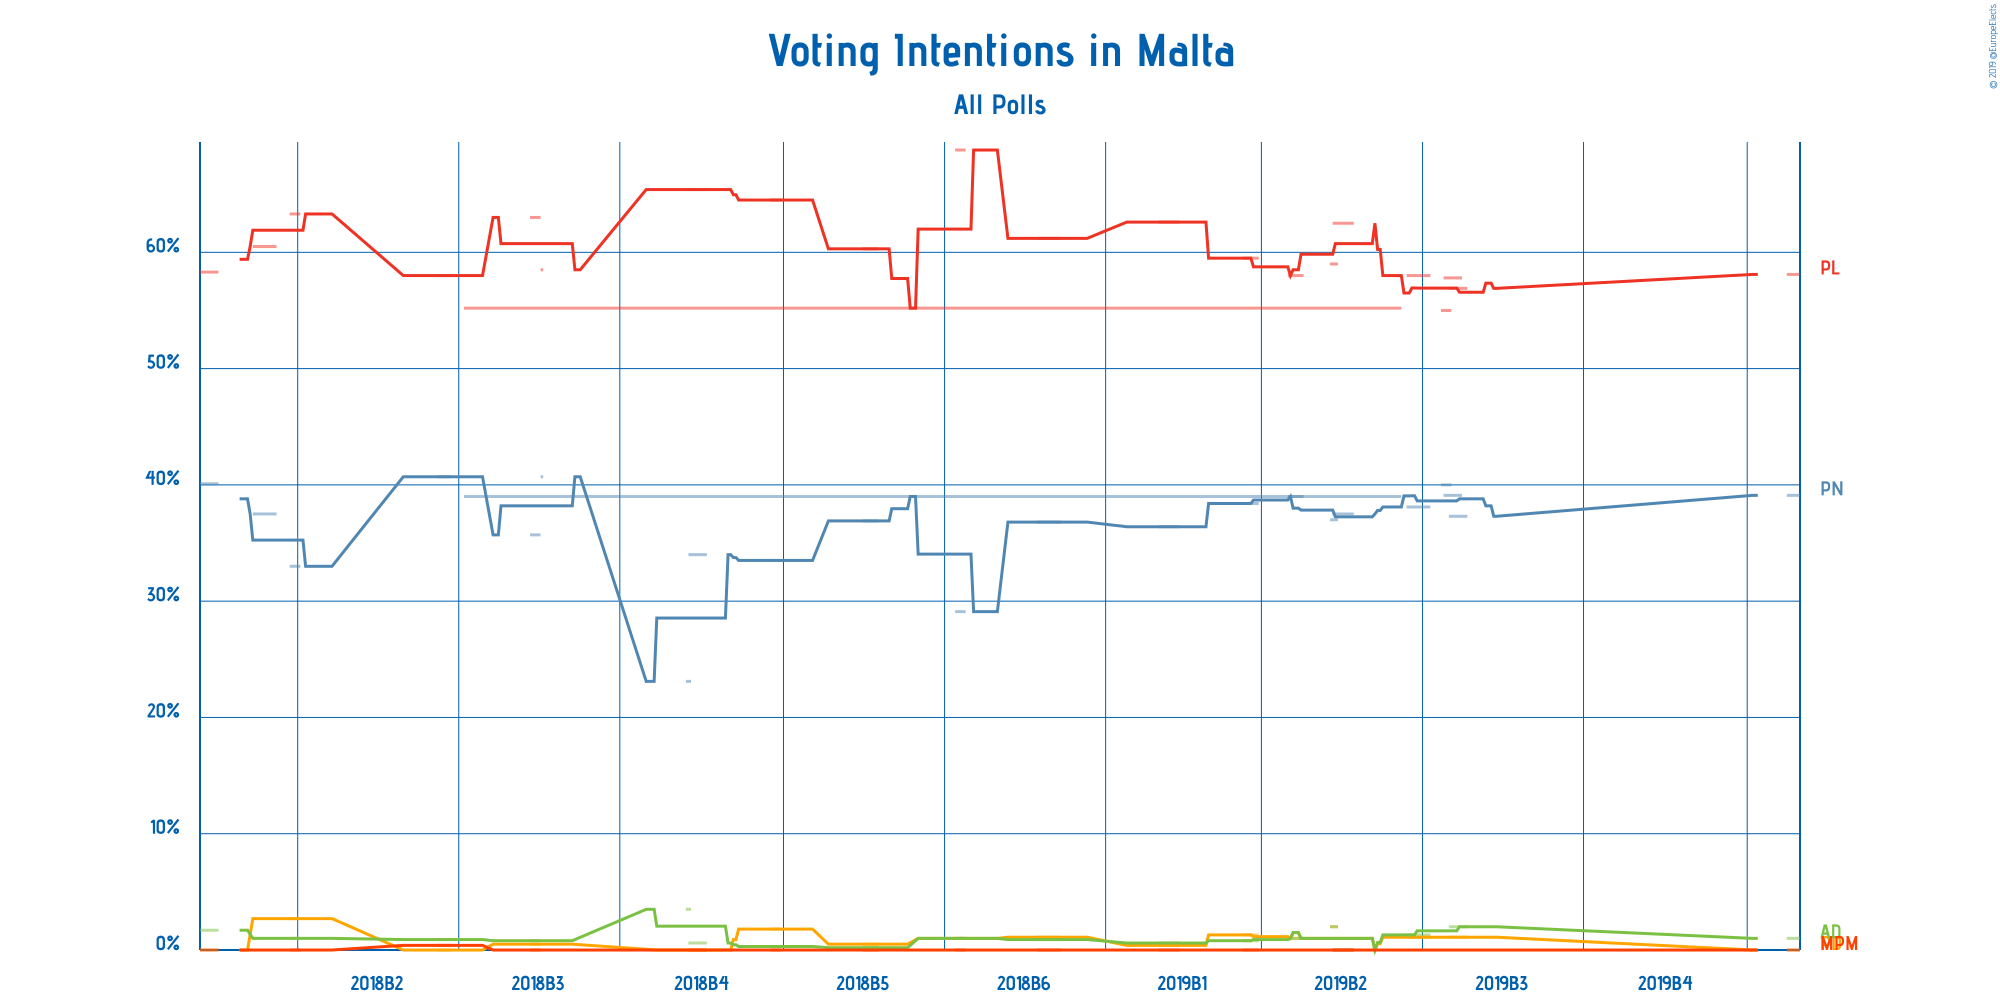 © 2019 @EuropeElects
Voting Intentions in Malta
All Polls
60%
50%
40%
30%
20%
10%
0%
PL
PN
AD
MPM
2018B2 2018B3 2018B4 2018B5 2018B6 2019B1 2019B2 2019B3 2019B4